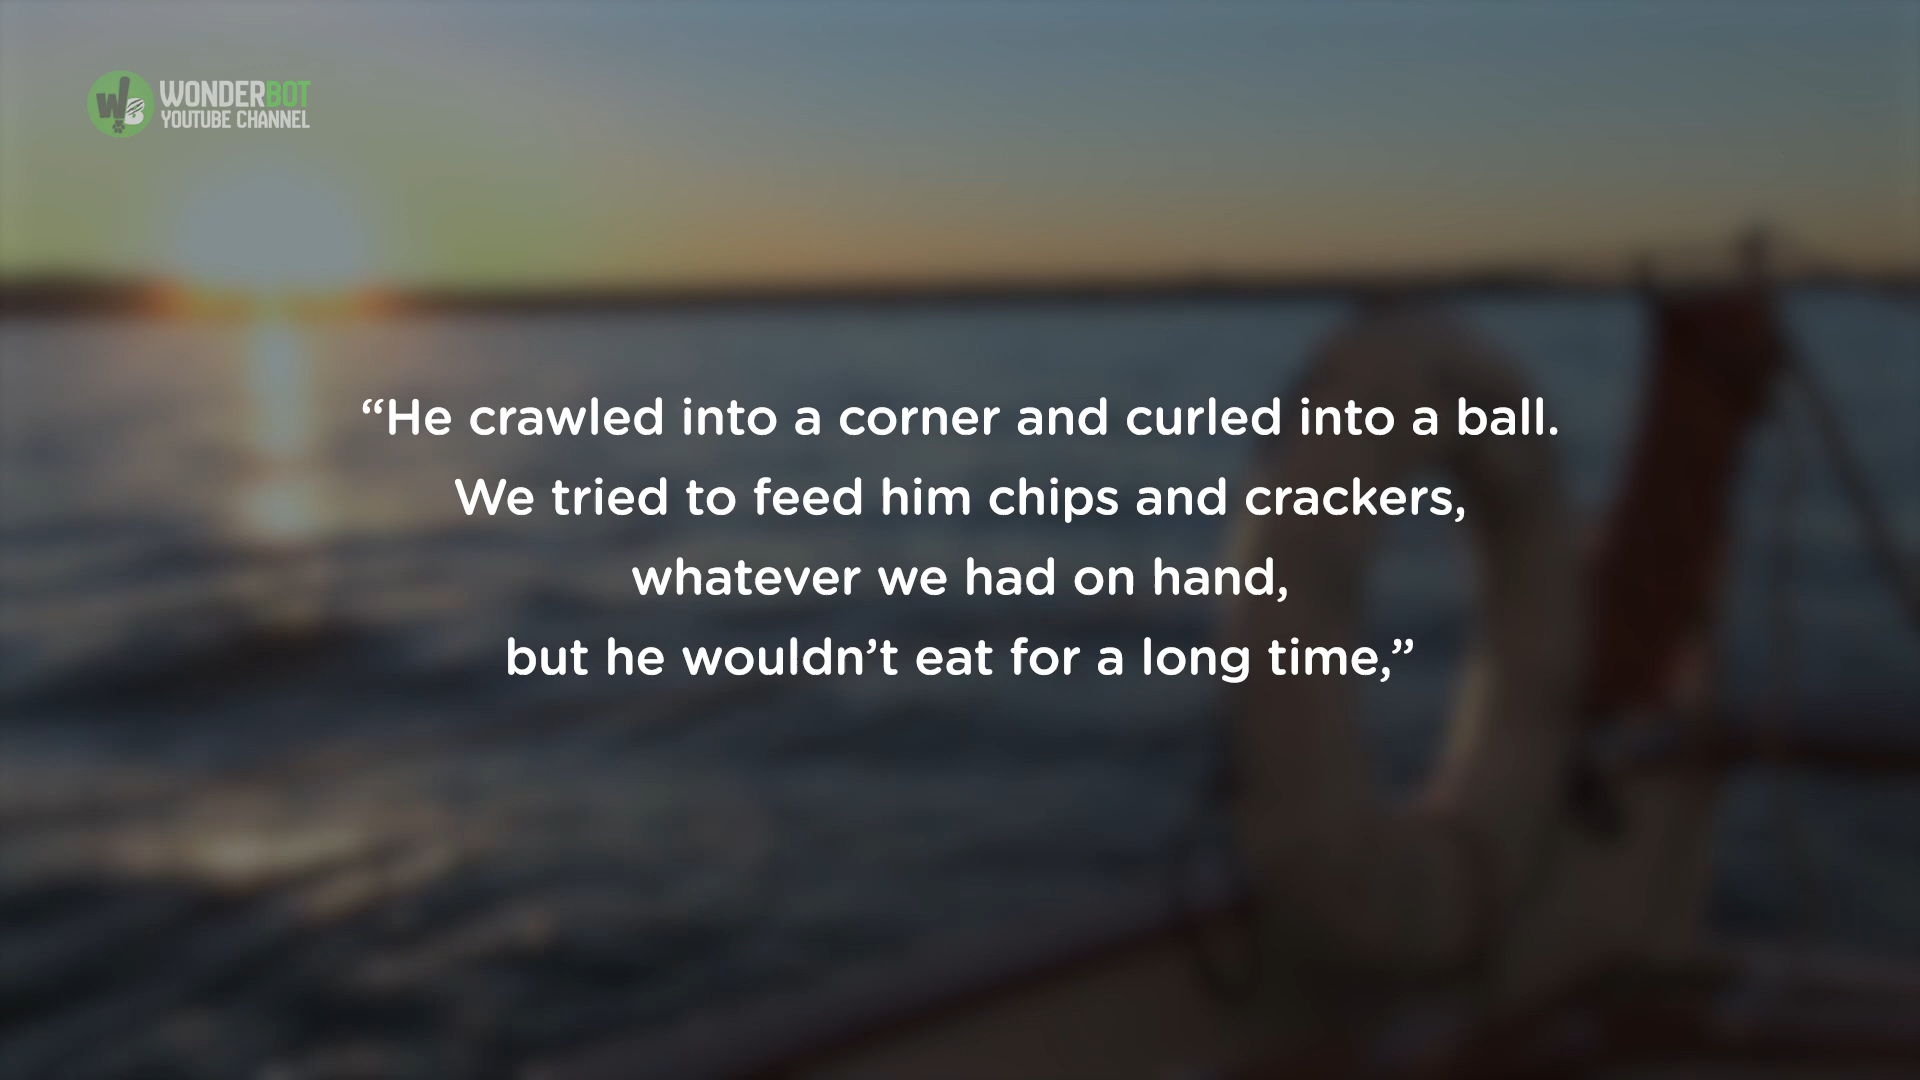 WONDERBOT
YOUTUBE CHANNEL
“He crawled into a corner and curled into a ball.
We tried to feed him chips and crackers,
whatever we had on hand,
but he wouldn’t eat for a long time,”